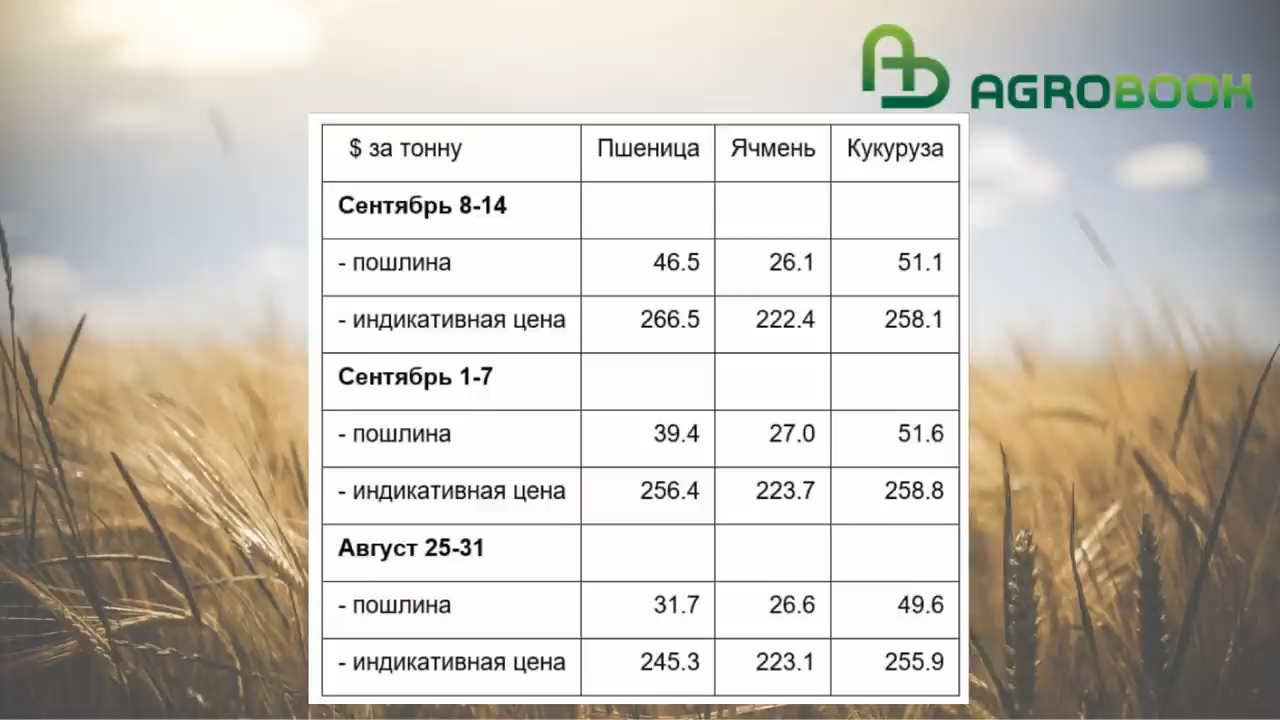 AGROBOOK
$ за тонну Пшеница Ячмень Кукуруза
Сентябрь 8-14
- пошлина 46.5 26.1 51.1
- индикативная цена 266.5 222.4 258.1
Сентябрь 1-7
- пошлина 39.4 27.0 51.6
- индикативная цена 256.4 223.7 258.8
Август 25-31
- пошлина 31.7 26.6 49.6
- индикативная цена 245.3 223.1 255.9